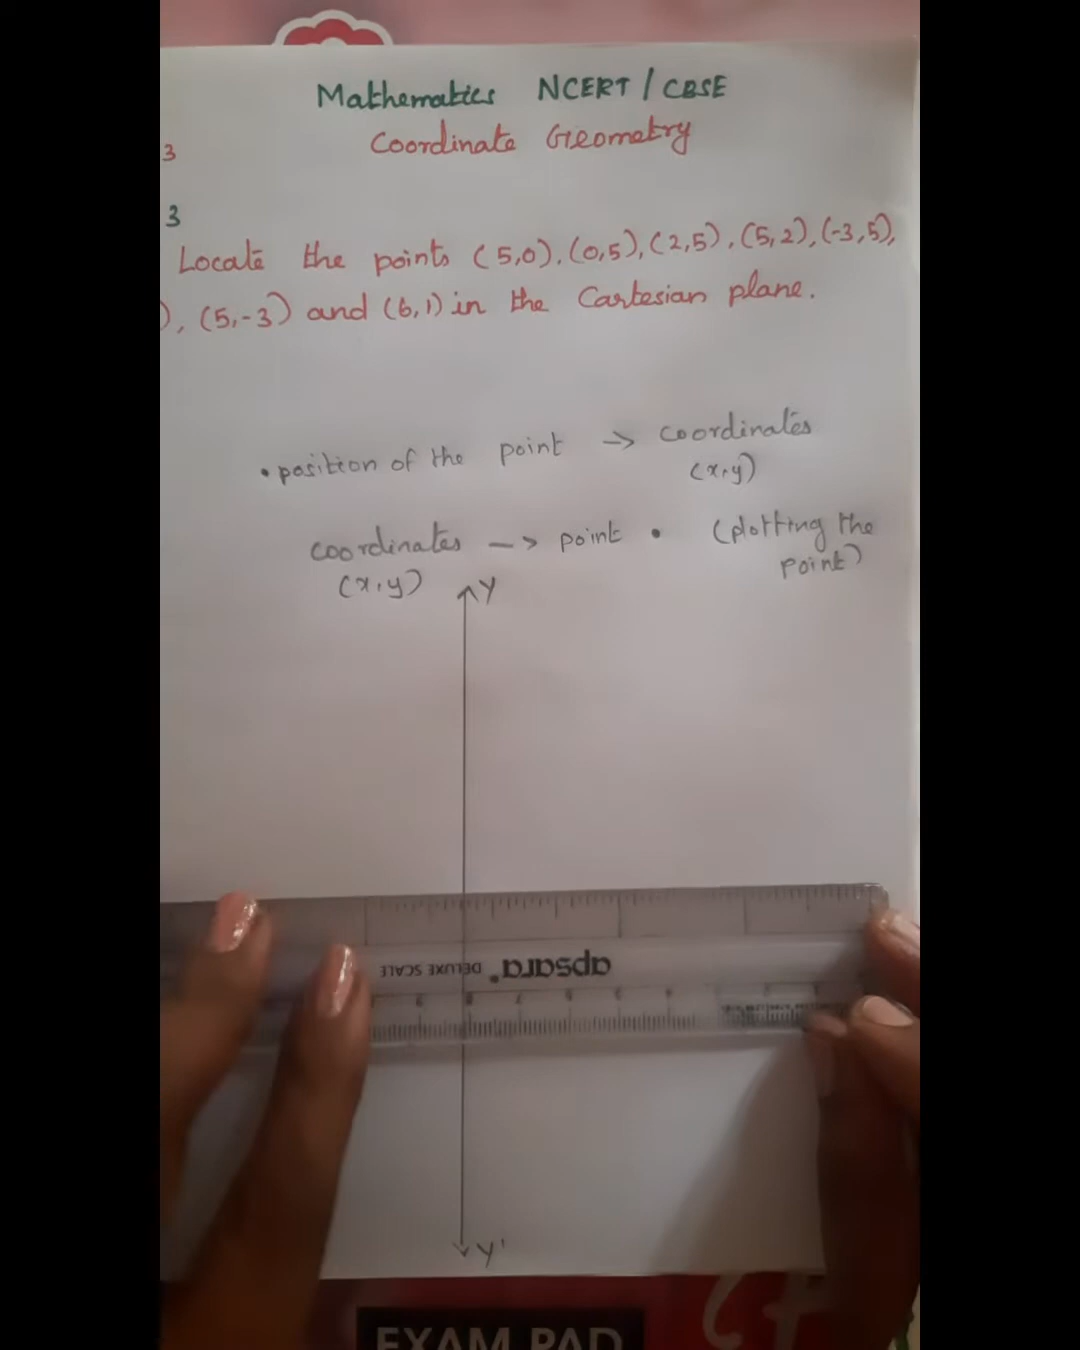 Mathematics NCERT / CBSE
3 Coordinate Geometry
3
Locate the points (5,0), (0,5), (2,5), (5,2), (-3,5),
), (5,-3) and (6,1) in the Cartesian plane.
• position of the point -> coordinates
(x,y)
coordinates -> point • (plotting the
point)
(x,y)
Y
apsara
DELUXE SCALE
Y'
EXAM PAD